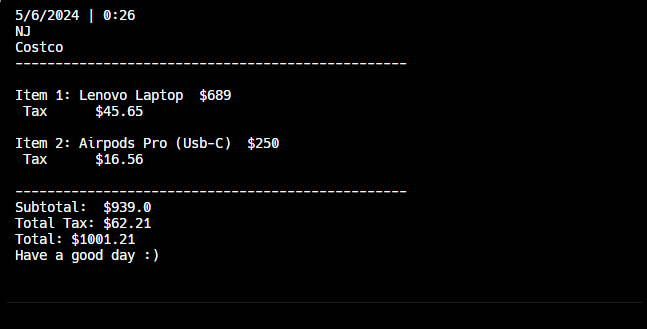 5/6/2024 | 0:26
NJ
Costco
-------------------------------------------------
Item 1: Lenovo Laptop  $689
 Tax      $45.65
Item 2: Airpods Pro (Usb-C)  $250
 Tax      $16.56
-------------------------------------------------
Subtotal:  $939.0
Total Tax: $62.21
Total: $1001.21
Have a good day :)